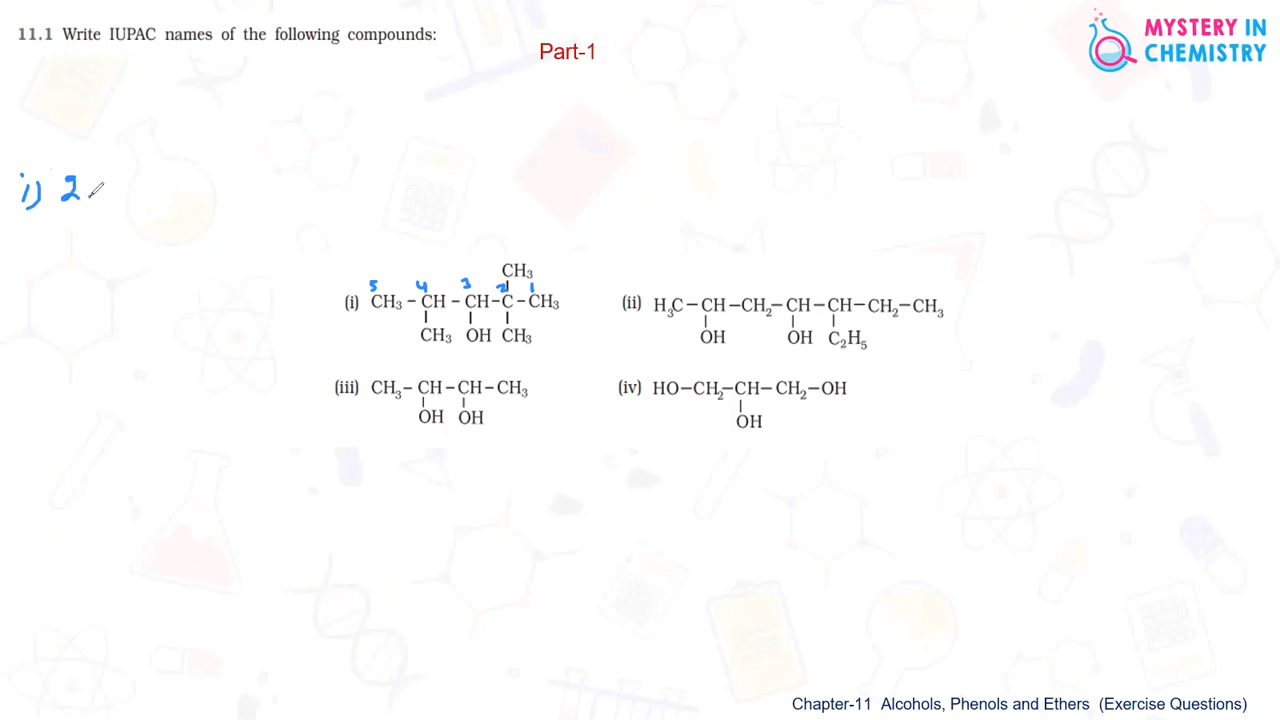 11.1 Write IUPAC names of the following compounds:
Part-1
MYSTERY IN
CHEMISTRY
i) 2
CH₃
5 4 3 2 1
(i) CH₃ – CH – CH – C – CH₃
CH₃ OH CH₃
(ii) H₃C – CH – CH₂ – CH – CH – CH₂ – CH₃
OH OH C₂H₅
(iii) CH₃ – CH – CH – CH₃
OH OH
(iv) HO – CH₂ – CH – CH₂ – OH
OH
Chapter-11 Alcohols, Phenols and Ethers (Exercise Questions)